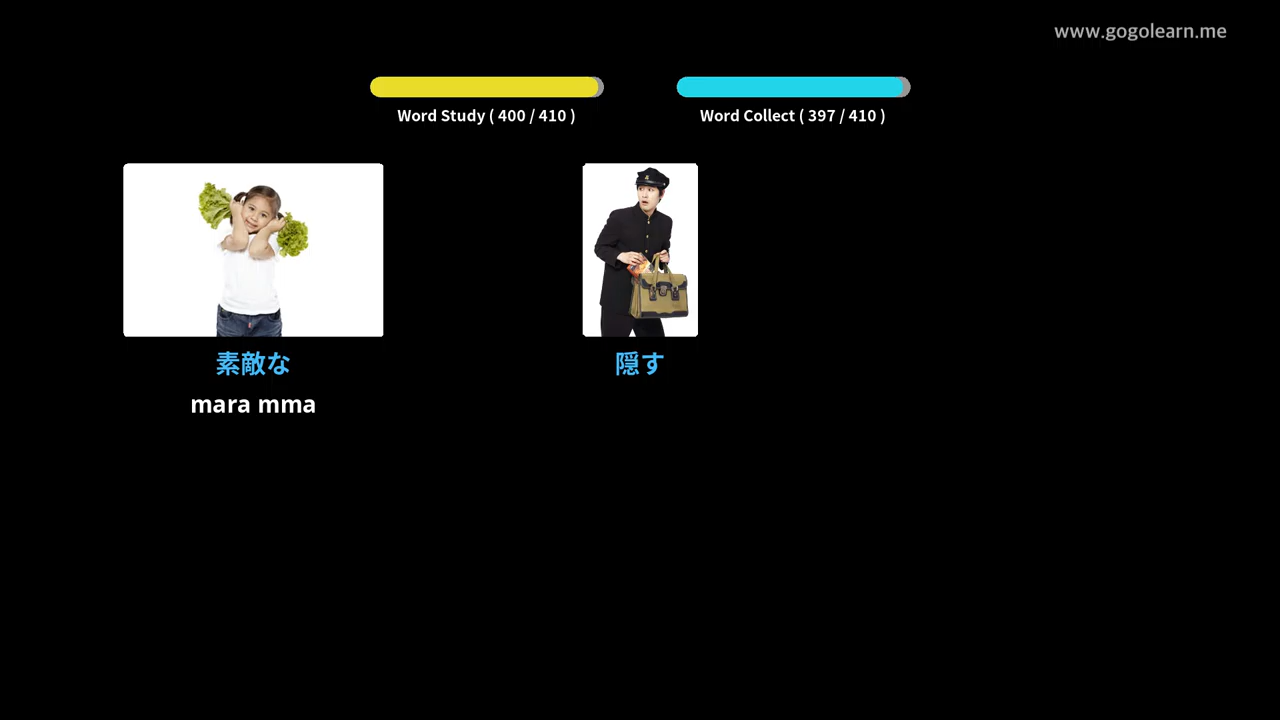 www.gogolearn.me
Word Study ( 400 / 410 )
Word Collect ( 397 / 410 )
素敵な
隠す
mara mma